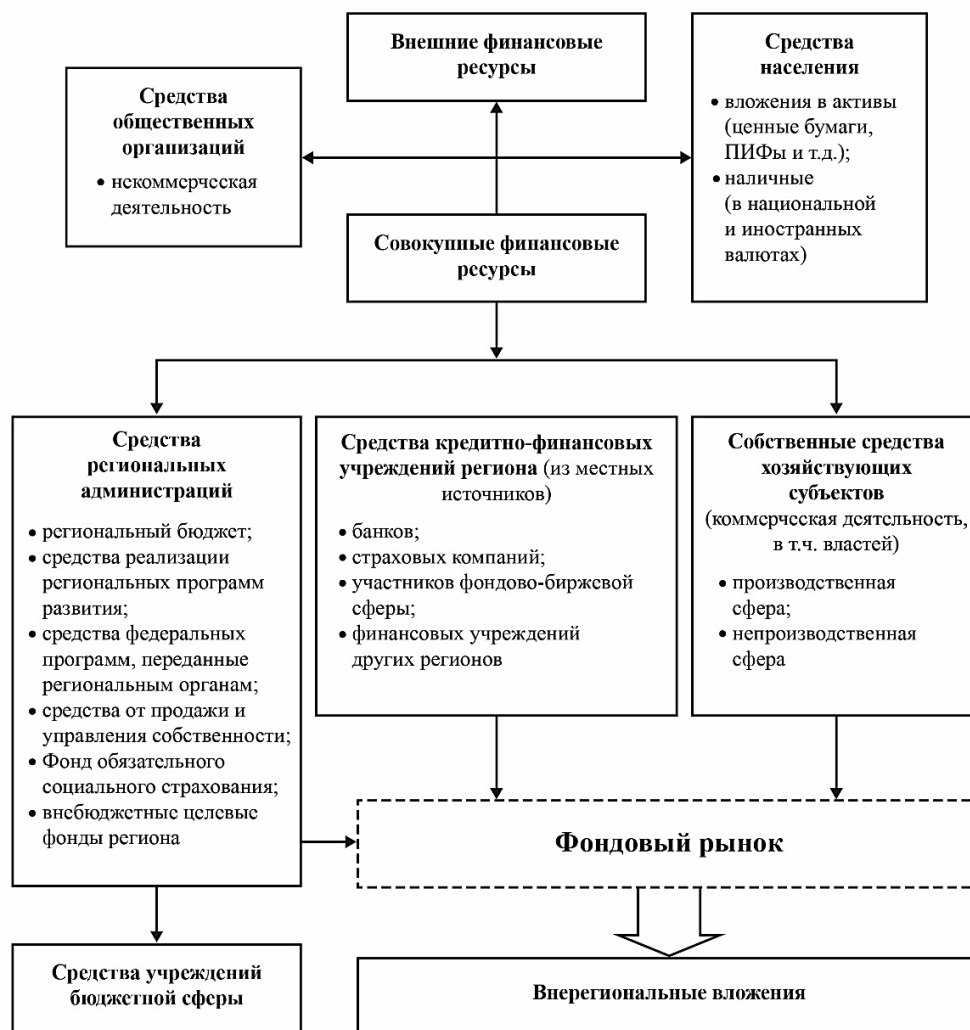 Внешние финансовые
ресурсы
Средства
населения
• вложения в активы
(ценные бумаги,
ПИФы и т.д.);
• наличные
(в национальной
и иностранных
валютах)
Средства
общественных
организаций
• некоммерческая
деятельность
Совокупные финансовые
ресурсы
Средства
региональных
администраций
• региональный бюджет;
• средства реализации
региональных программ
развития;
• средства федеральных
программ, переданные
региональным органам;
• средства от продажи и
управления собственности;
• Фонд обязательного
социального страхования;
• внебюджетные целевые
фонды региона
Средства кредитно-финансовых
учреждений региона (из местных
источников)
• банков;
• страховых компаний;
• участников фондово-биржевой
сферы;
• финансовых учреждений
других регионов
Собственные средства
хозяйствующих
субъектов
(коммерческая деятельность,
в т.ч. властей)
• производственная
сфера;
• непроизводственная
сфера
Фондовый рынок
Средства учреждений
бюджетной сферы
Внерегиональные вложения